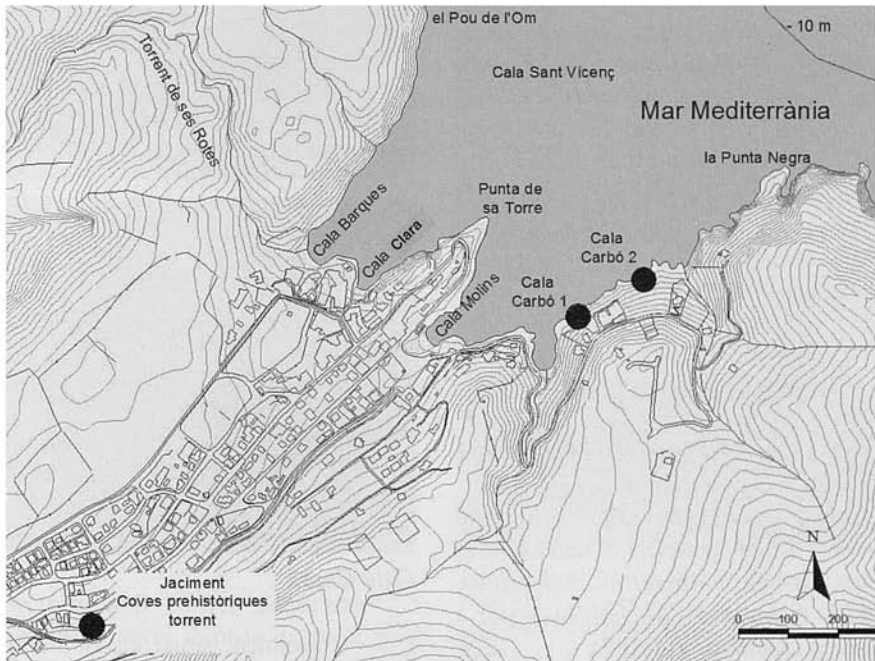 el Pou de l'Om
- 10 m
Cala Sant Vicenç
Mar Mediterrània
Torrent de ses Rotes
la Punta Negra
Punta de
sa Torre
Cala Barques
Cala Clara
Cala
Carbó 2
Cala
Carbó 1
Cala Molins
N
Jaciment
Coves prehistòriques
torrent
0 100 200